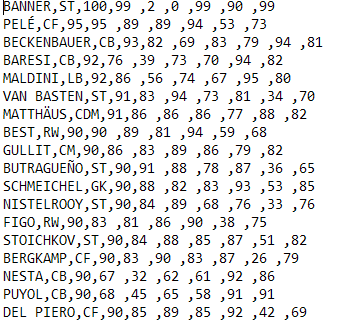 BANNER,ST,100,99 ,2 ,0 ,99 ,90 ,99
PELÉ,CF,95,95 ,89 ,89 ,94 ,53 ,73
BECKENBAUER,CB,93,82 ,69 ,83 ,79 ,94 ,81
BARESI,CB,92,76 ,39 ,73 ,70 ,94 ,82
MALDINI,LB,92,86 ,56 ,74 ,67 ,95 ,80
VAN BASTEN,ST,91,83 ,94 ,73 ,81 ,34 ,70
MATTHÄUS,CDM,91,86 ,86 ,86 ,77 ,88 ,82
BEST,RW,90,90 ,89 ,81 ,94 ,59 ,68
GULLIT,CM,90,86 ,83 ,89 ,86 ,79 ,82
BUTRAGUEÑO,ST,90,91 ,88 ,78 ,87 ,36 ,65
SCHMEICHEL,GK,90,88 ,82 ,83 ,93 ,53 ,85
NISTELROOY,ST,90,84 ,89 ,68 ,76 ,33 ,76
FIGO,RW,90,83 ,81 ,86 ,90 ,38 ,75
STOICHKOV,ST,90,84 ,88 ,85 ,87 ,51 ,82
BERGKAMP,CF,90,83 ,90 ,83 ,87 ,26 ,79
NESTA,CB,90,67 ,32 ,62 ,61 ,92 ,86
PUYOL,CB,90,68 ,45 ,65 ,58 ,91 ,91
DEL PIERO,CF,90,85 ,89 ,85 ,92 ,42 ,69